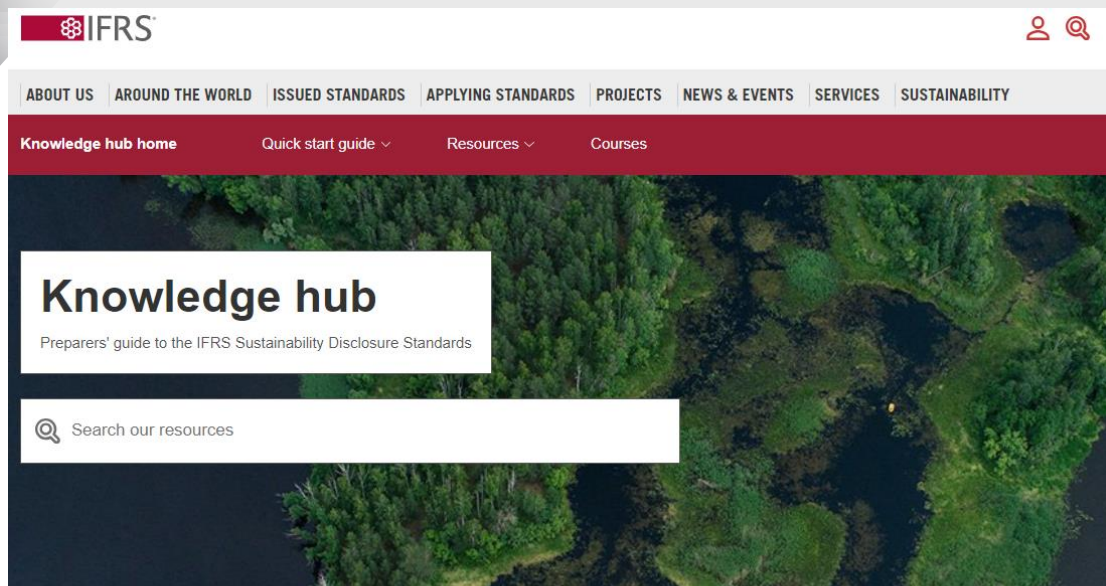 IFRS
ABOUT US AROUND THE WORLD ISSUED STANDARDS APPLYING STANDARDS PROJECTS NEWS & EVENTS SERVICES SUSTAINABILITY
Knowledge hub home Quick start guide Resources Courses
Knowledge hub
Preparers' guide to the IFRS Sustainability Disclosure Standards
Search our resources